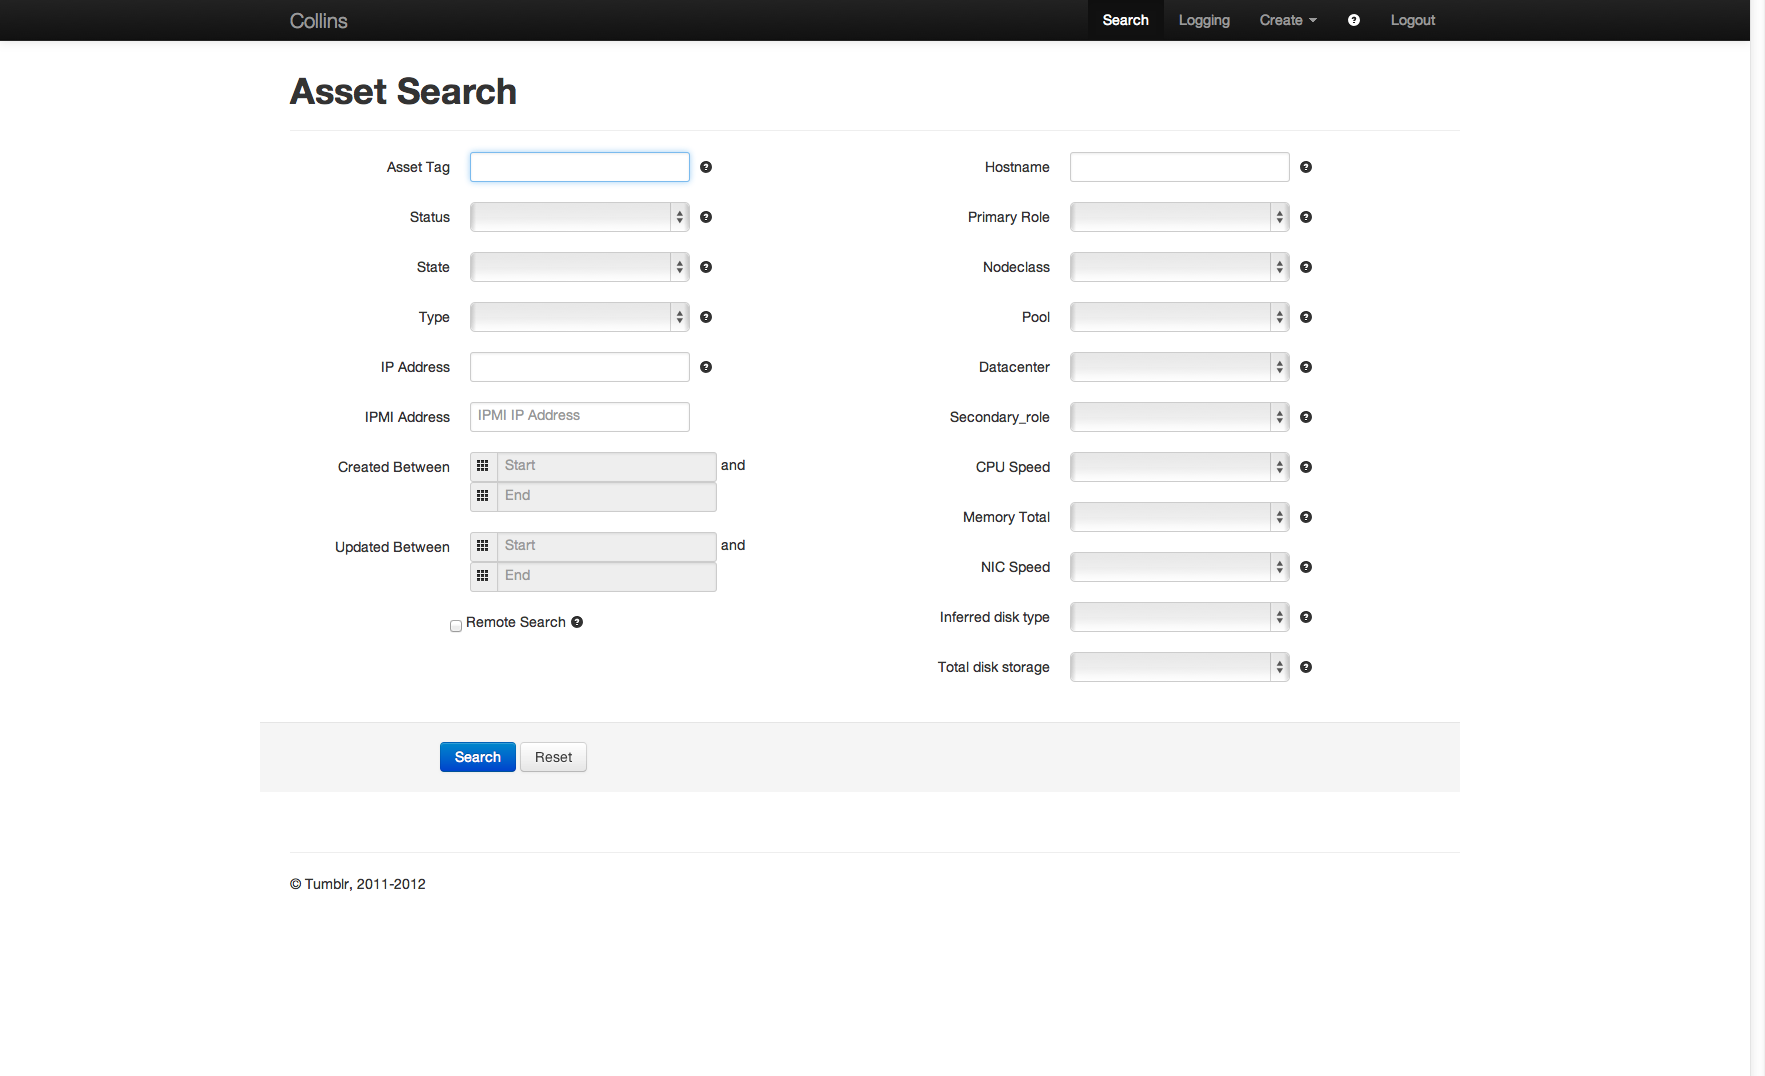 Collins
Search
Logging
Create
Logout
Asset Search
Asset Tag
Status
State
Type
IP Address
IPMI Address
IPMI IP Address
Created Between
Start
and
End
Updated Between
Start
and
End
Remote Search
Hostname
Primary Role
Nodeclass
Pool
Datacenter
Secondary_role
CPU Speed
Memory Total
NIC Speed
Inferred disk type
Total disk storage
Search
Reset
© Tumblr, 2011-2012